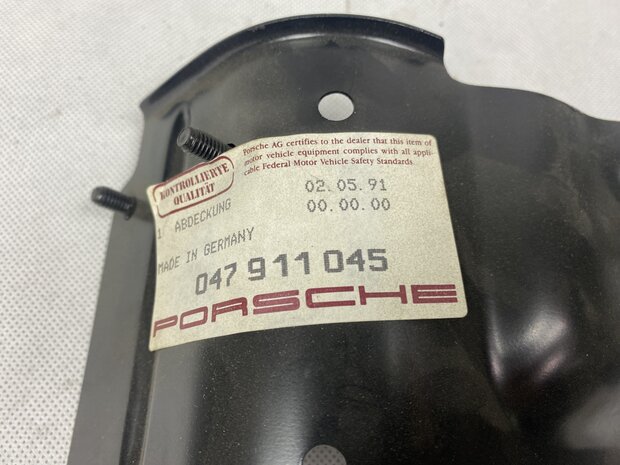 Porsche AG certifies to the dealer that this item of
motor vehicle equipment complies with all appli-
cable Federal Motor Vehicle Safety Standards.
KONTROLLIERTE
QUALITÄT
02.05.91
1 ABDECKUNG 00.00.00
MADE IN GERMANY
047 911 045
PORSCHE